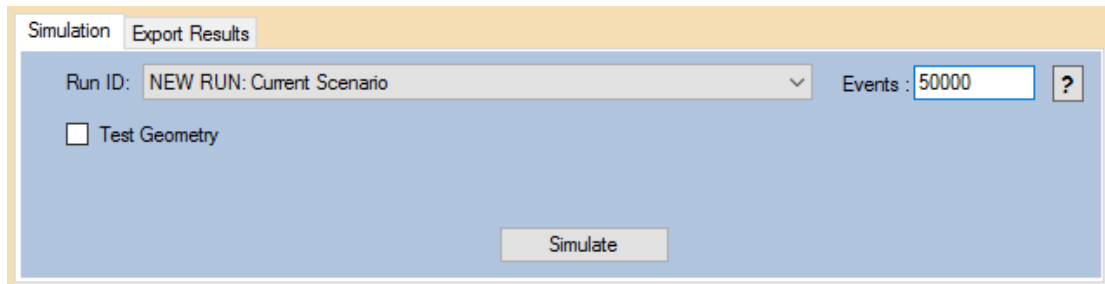 Simulation Export Results
Run ID: NEW RUN: Current Scenario Events : 50000 ?
Test Geometry
Simulate